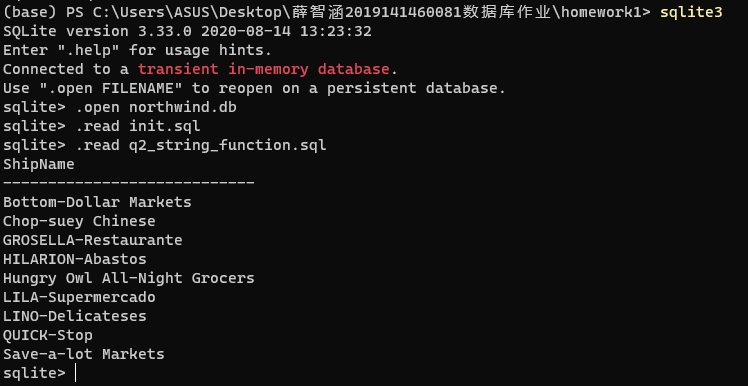 (base) PS C:\Users\ASUS\Desktop\薛智涵2019141460081数据库作业\homework1> sqlite3
SQLite version 3.33.0 2020-08-14 13:23:32
Enter ".help" for usage hints.
Connected to a transient in-memory database.
Use ".open FILENAME" to reopen on a persistent database.
sqlite> .open northwind.db
sqlite> .read init.sql
sqlite> .read q2_string_function.sql
ShipName
----------------------------
Bottom-Dollar Markets
Chop-suey Chinese
GROSELLA-Restaurante
HILARION-Abastos
Hungry Owl All-Night Grocers
LILA-Supermercado
LINO-Delicateses
QUICK-Stop
Save-a-lot Markets
sqlite>